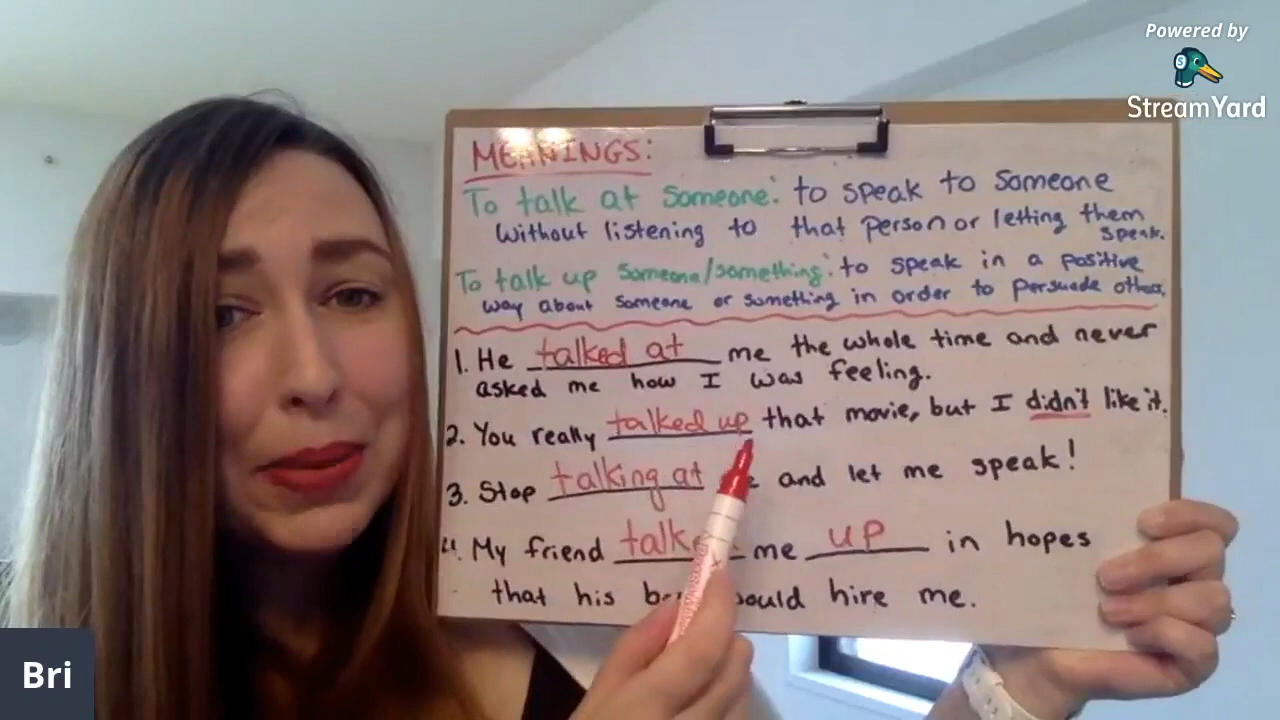 Powered by
StreamYard
MEANINGS:
To talk at someone: to speak to someone
without listening to that person or letting them
speak.
To talk up someone/something: to speak in a positive
way about someone or something in order to persuade others.
1. He talked at me the whole time and never
asked me how I was feeling.
2. You really talked up that movie, but I didn't like it.
3. Stop talking at and let me speak!
4. My friend me up in hopes
that his would hire me.
Bri